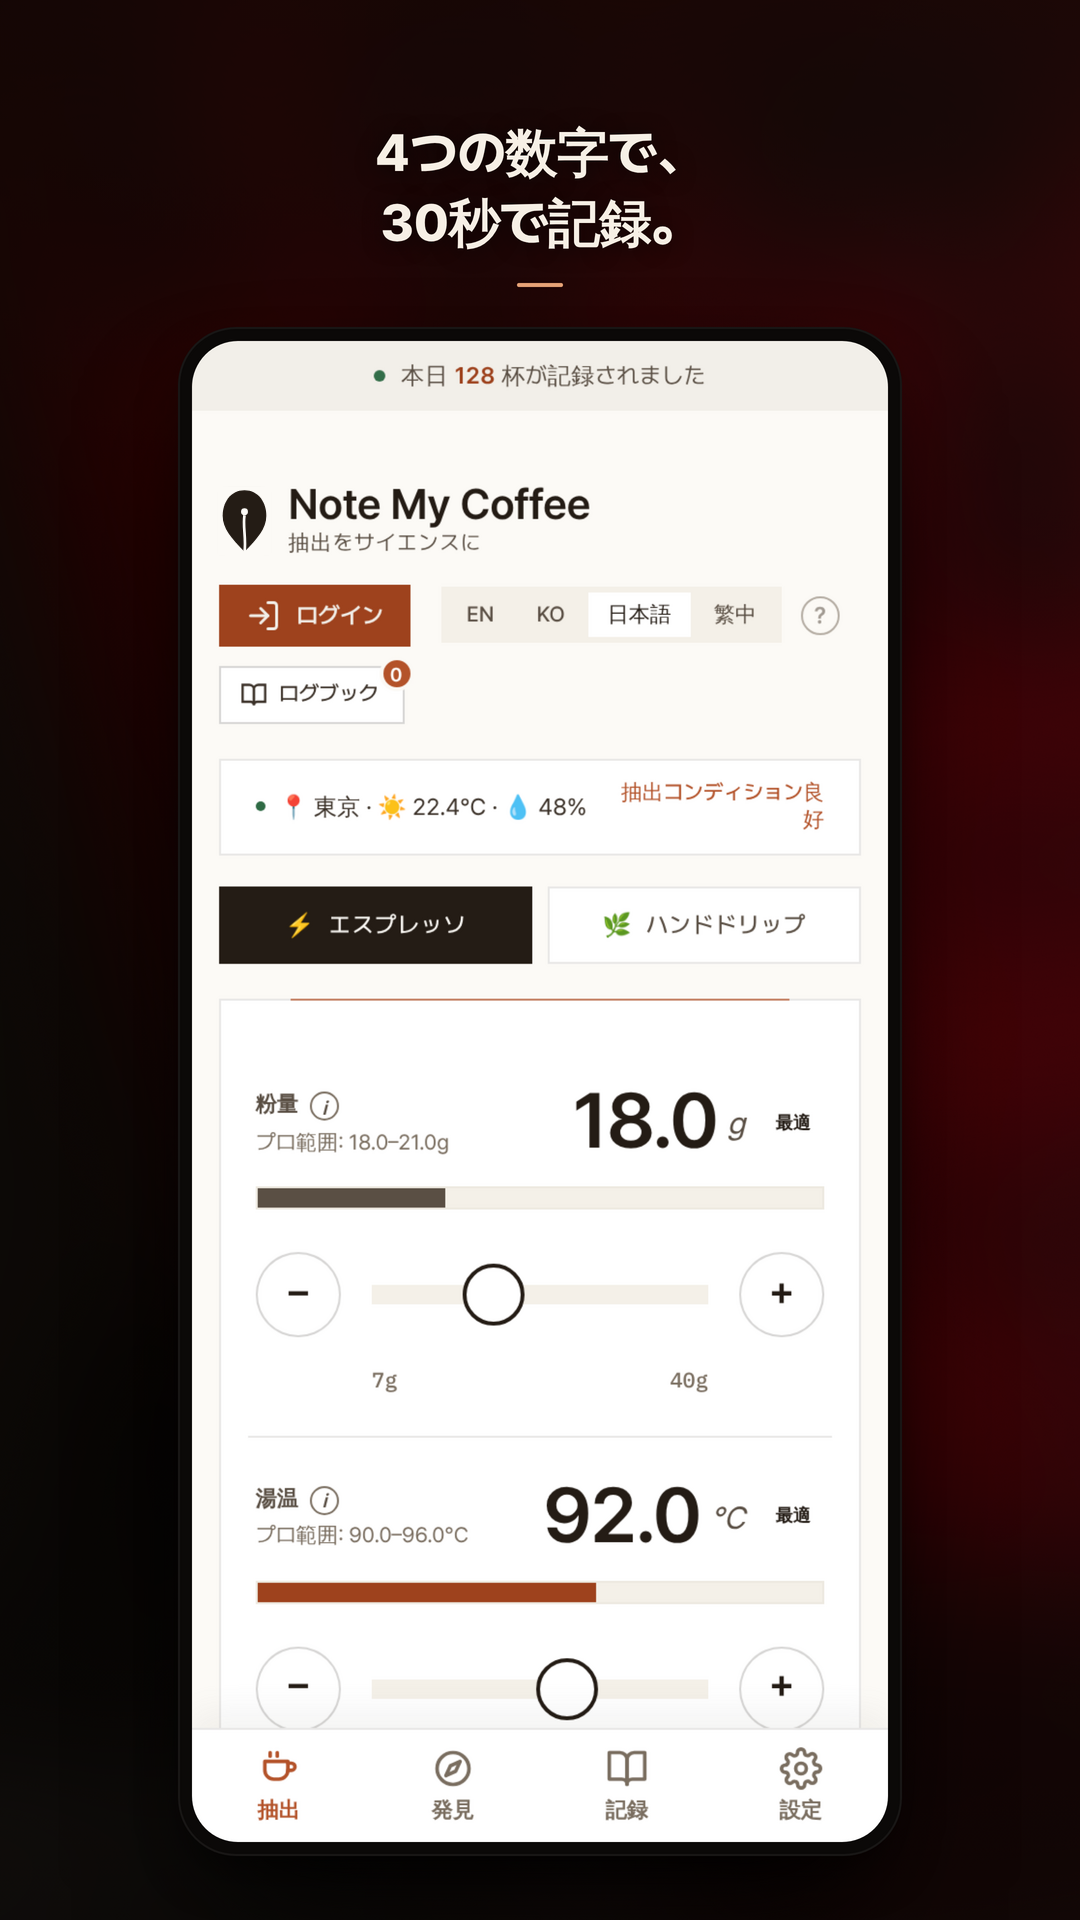 4つの数字で、
30秒で記録。
本日 128 杯が記録されました
Note My Coffee
抽出をサイエンスに
ログイン
EN KO 日本語 繁中 ?
ログブック 0
東京 · 22.4°C · 48%
抽出コンディション良
好
エスプレッソ
ハンドドリップ
粉量 i
プロ範囲: 18.0–21.0g
18.0 g 最適
− +
7g 40g
湯温 i
プロ範囲: 90.0–96.0°C
92.0 °C 最適
− +
抽出 発見 記録 設定